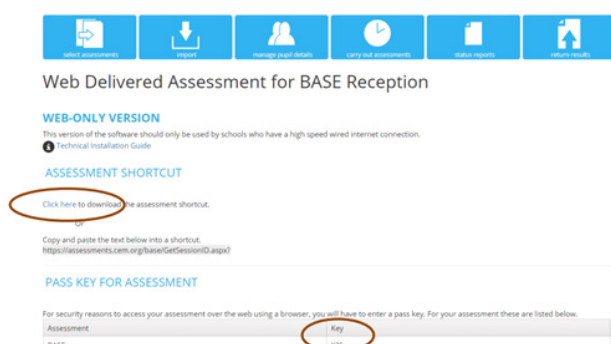 select assessments
import
manage pupil details
carry out assessments
status reports
return results
Web Delivered Assessment for BASE Reception
WEB-ONLY VERSION
This version of the software should only be used by schools who have a high speed wired internet connection.
Technical Installation Guide
ASSESSMENT SHORTCUT
Click here to download the assessment shortcut.
Or
Copy and paste the text below into a shortcut.
https://assessments.cem.org/base/GetSessionID.aspx?
PASS KEY FOR ASSESSMENT
For security reasons to access your assessment over the web using a browser, you will have to enter a pass key. For your assessment these are listed below.
Assessment Key